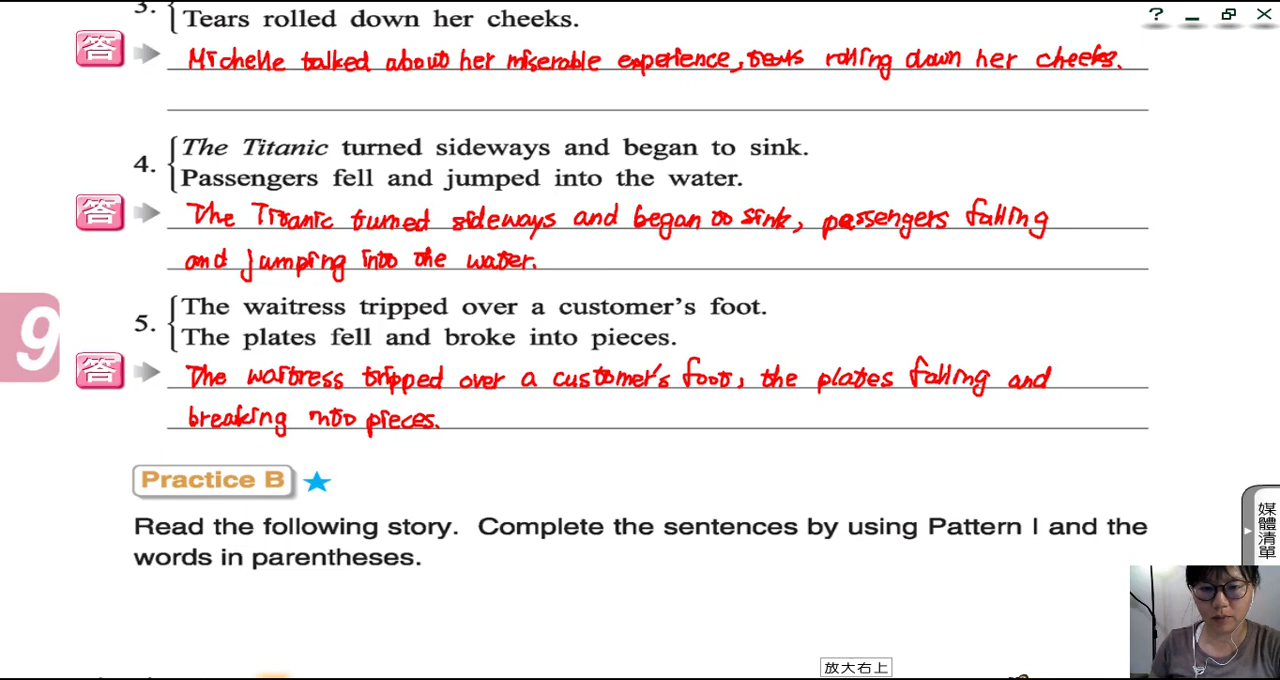 3.
Tears rolled down her cheeks.
答 Michelle talked about her miserable experience, tears rolling down her cheeks.
4. The Titanic turned sideways and began to sink.
Passengers fell and jumped into the water.
答 The Titanic turned sideways and began to sink, passengers falling
and jumping into the water.
5. The waitress tripped over a customer's foot.
The plates fell and broke into pieces.
答 The waitress tripped over a customer's foot, the plates falling and
breaking into pieces.
9
Practice B ★
Read the following story. Complete the sentences by using Pattern I and the
words in parentheses.
媒體清單
放大右上